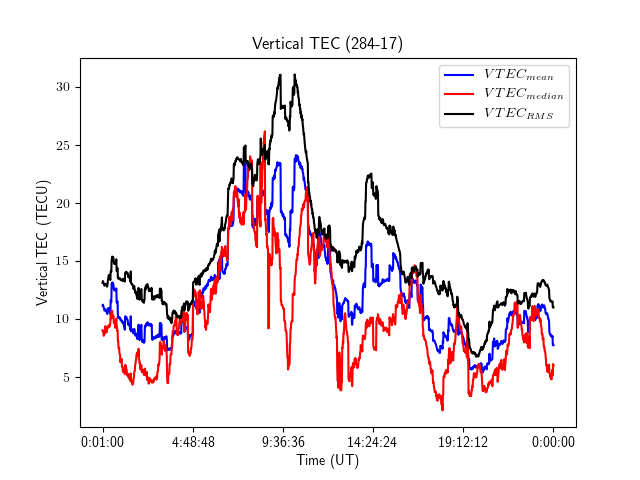 Vertical TEC (284-17)
VTEC_mean
VTEC_median
VTEC_RMS
Vertical TEC (TECU)
30
25
20
15
10
5
0:01:00 4:48:48 9:36:36 14:24:24 19:12:12 0:00:00
Time (UT)